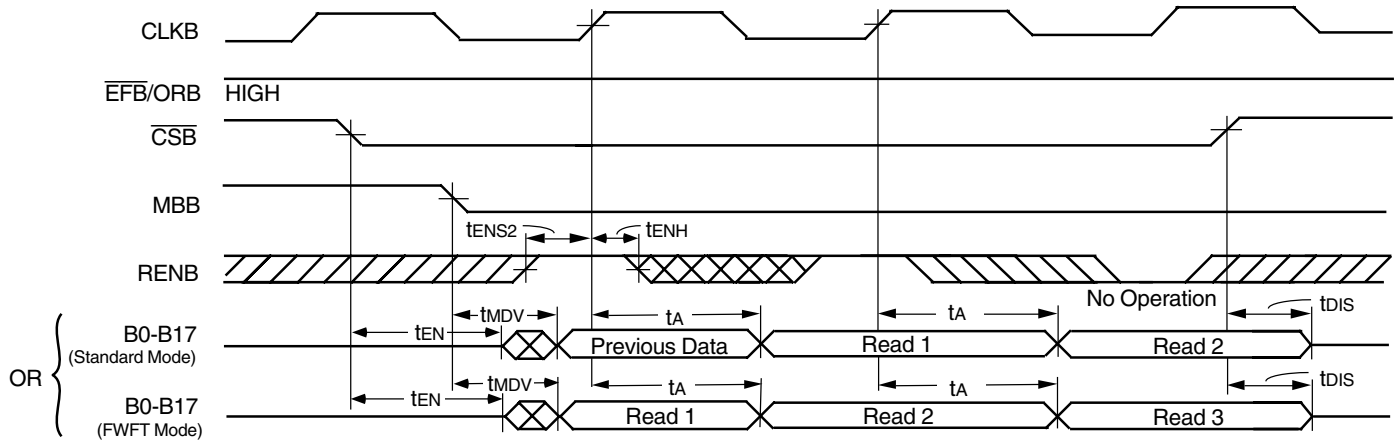 CLKB
EFB/ORB HIGH
CSB
MBB
tENS2 tENH
RENB
No Operation
tMDV tEN tA tA tDIS
B0-B17 Previous Data Read 1 Read 2
(Standard Mode)
OR
tMDV tEN tA tA tDIS
B0-B17 Read 1 Read 2 Read 3
(FWFT Mode)